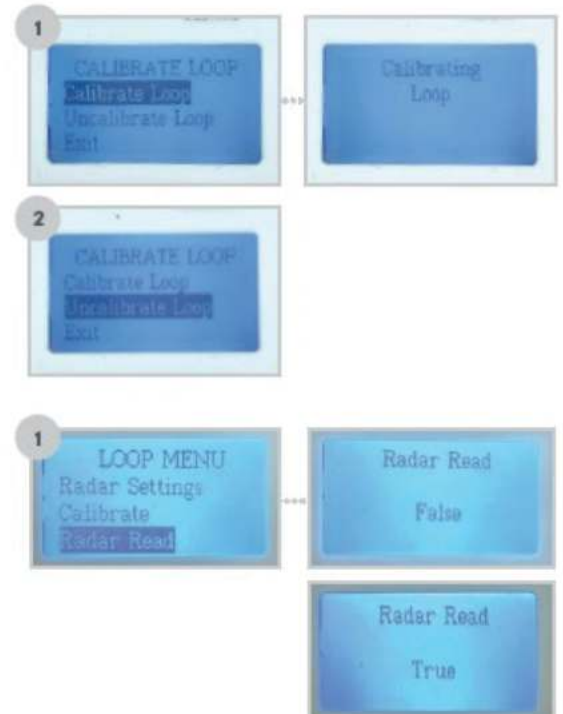 1
CALIBRATE LOOP
Calibrate Loop
Uncalibrate Loop
Exit
Calibrating
Loop
2
CALIBRATE LOOP
Calibrate Loop
Uncalibrate Loop
Exit
1
LOOP MENU
Radar Settings
Calibrate
Radar Read
Radar Read
False
Radar Read
True